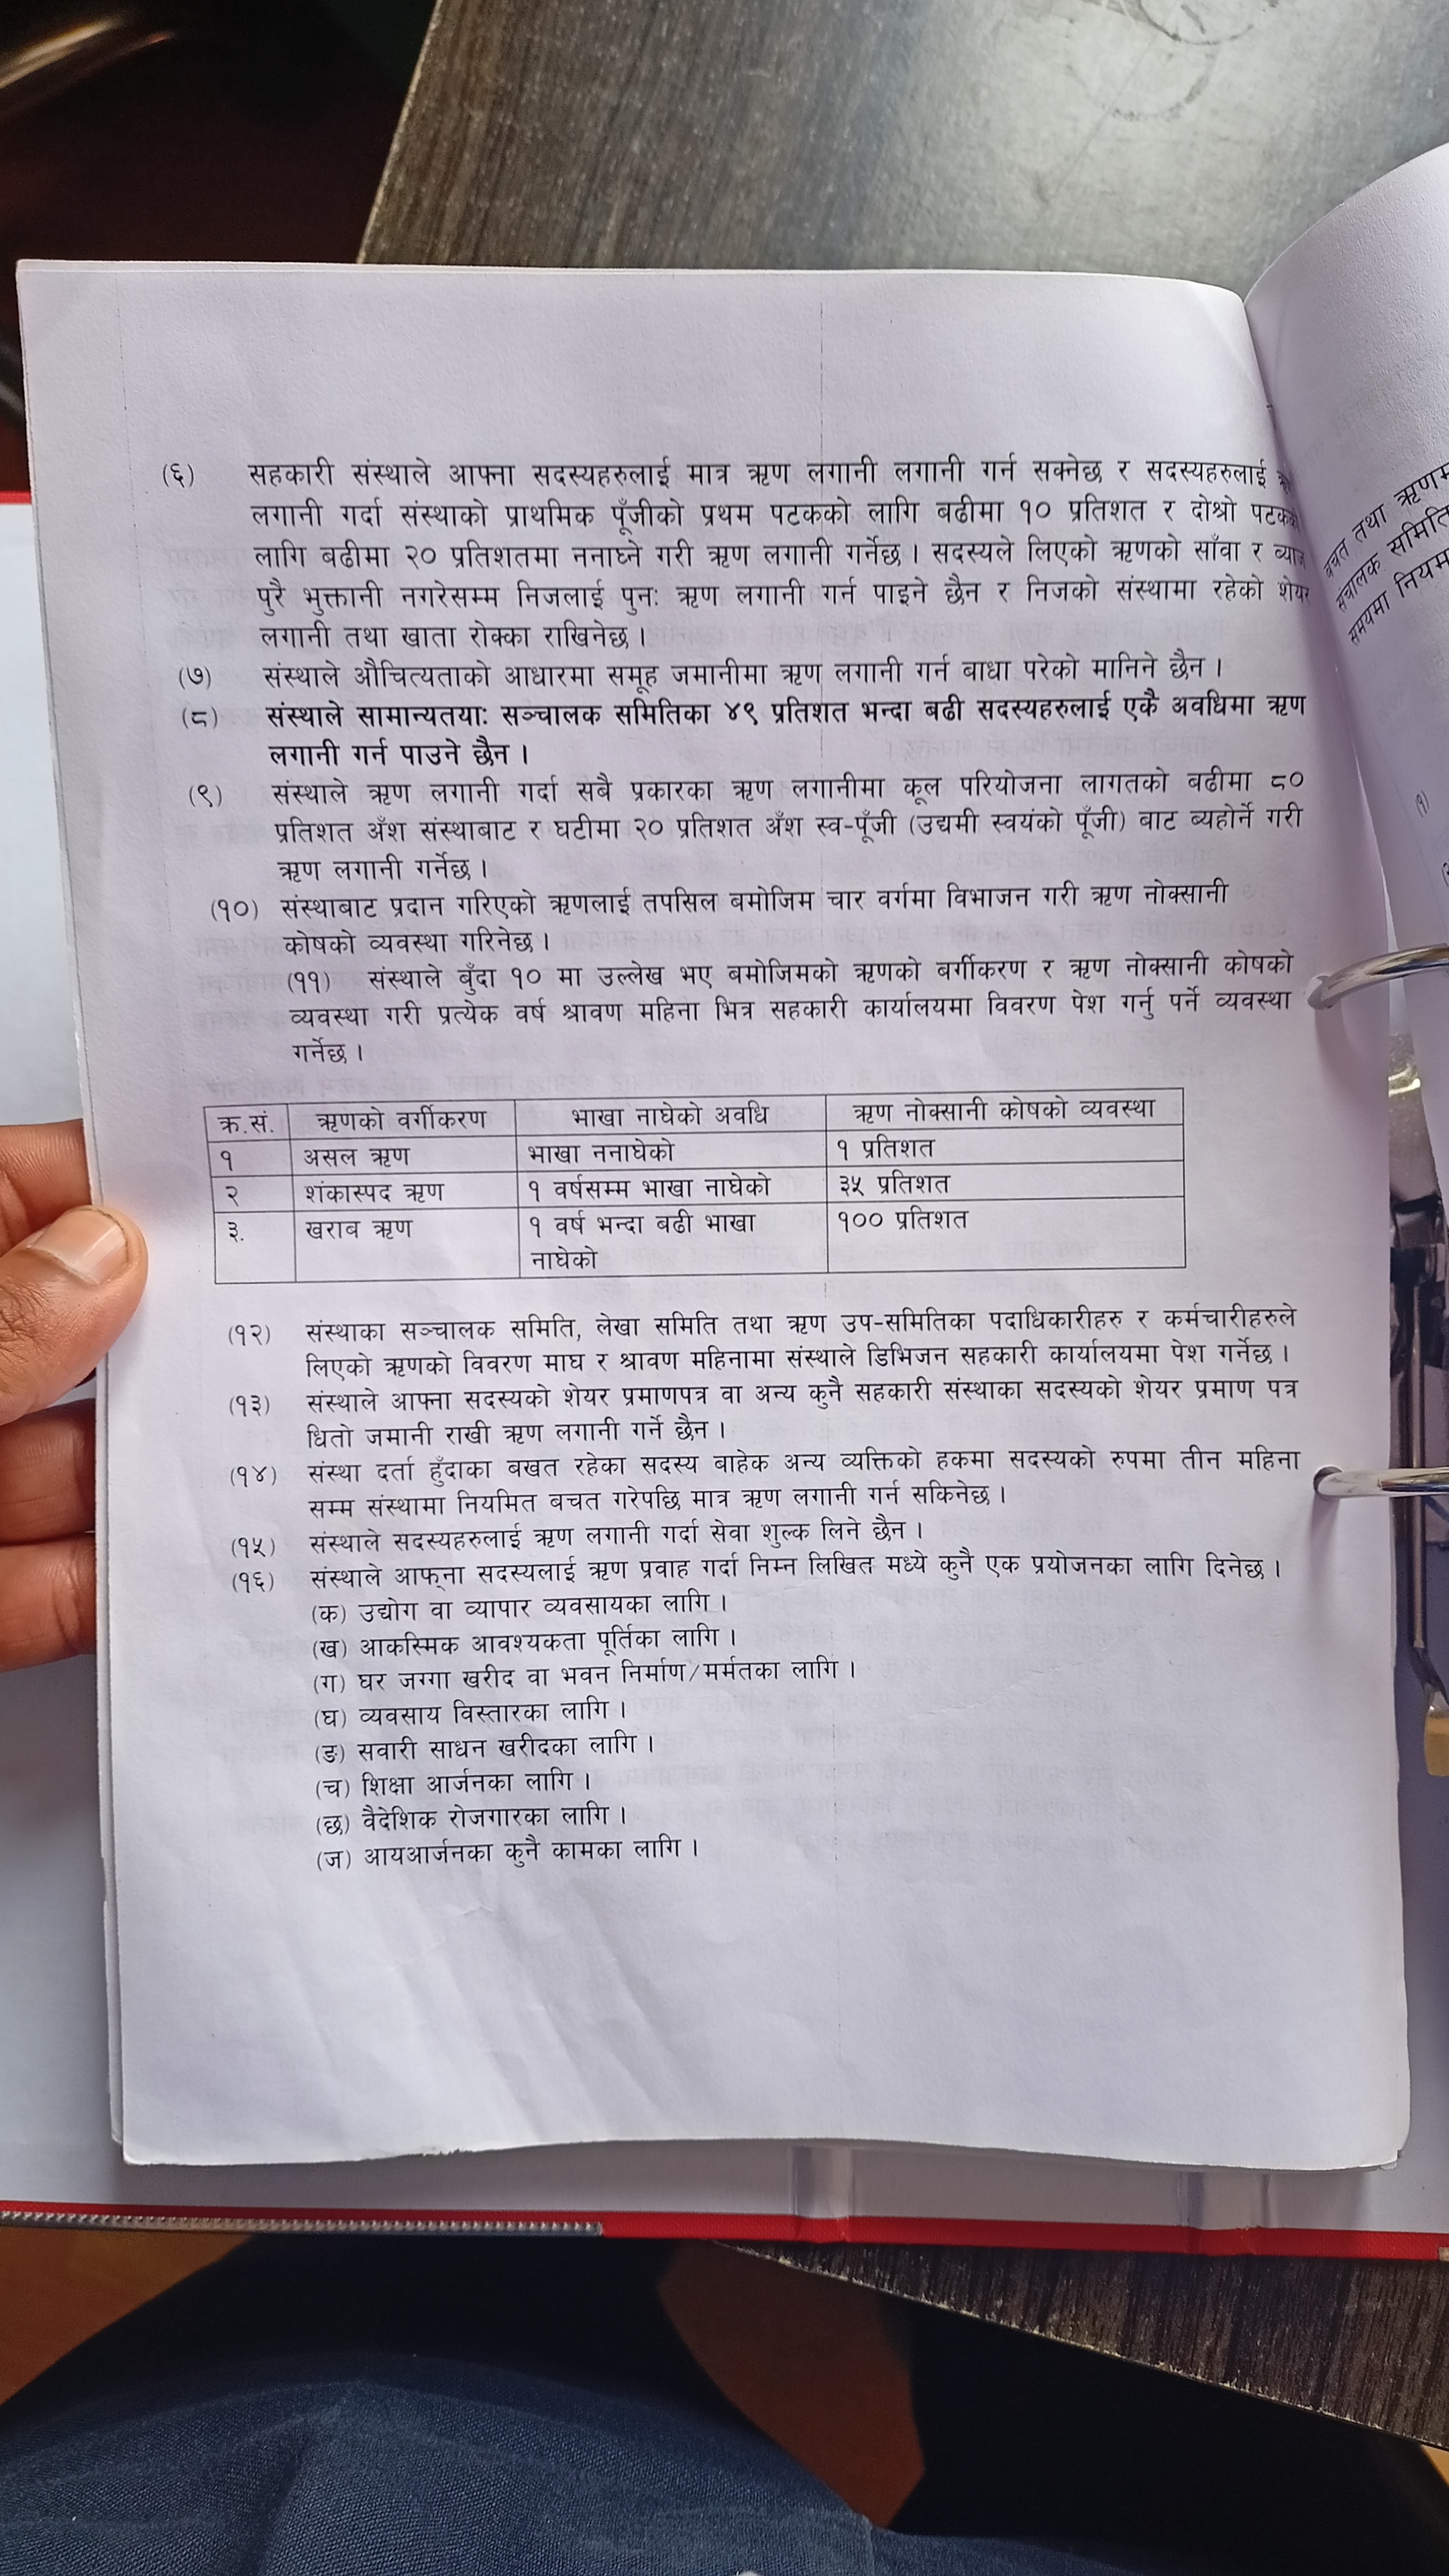 (६) सहकारी संस्थाले आफ्ना सदस्यहरुलाई मात्र ऋण लगानी लगानी गर्न सक्नेछ र सदस्यहरुलाई
लगानी गर्दा संस्थाको प्राथमिक पूँजीको प्रथम पटकको लागि बढीमा १० प्रतिशत र दोश्रो पटकको
लागि बढीमा २० प्रतिशतमा ननाघ्ने गरी ऋण लगानी गर्नेछ । सदस्यले लिएको ऋणको साँवा र व्याज
पुरै भुक्तानी नगरेसम्म निजलाई पुनः ऋण लगानी गर्न पाइने छैन र निजको संस्थामा रहेको शेयर
लगानी तथा खाता रोक्का राखिनेछ ।
(७) संस्थाले औचित्यताको आधारमा समूह जमानीमा ऋण लगानी गर्न बाधा परेको मानिने छैन ।
(८) संस्थाले सामान्यतयाः सञ्चालक समितिका ४९ प्रतिशत भन्दा बढी सदस्यहरुलाई एकै अवधिमा ऋण
लगानी गर्न पाउने छैन ।
(९) संस्थाले ऋण लगानी गर्दा सबै प्रकारका ऋण लगानीमा कूल परियोजना लागतको बढीमा ८०
प्रतिशत अँश संस्थाबाट र घटीमा २० प्रतिशत अँश स्व-पूँजी (उद्यमी स्वयंको पूँजी) बाट ब्यहोर्ने गरी
ऋण लगानी गर्नेछ ।
(१०) संस्थाबाट प्रदान गरिएको ऋणलाई तपसिल बमोजिम चार वर्गमा विभाजन गरी ऋण नोक्सानी
कोषको व्यवस्था गरिनेछ ।
(११) संस्थाले बुँदा १० मा उल्लेख भए बमोजिमको ऋणको बर्गीकरण र ऋण नोक्सानी कोषको
व्यवस्था गरी प्रत्येक वर्ष श्रावण महिना भित्र सहकारी कार्यालयमा विवरण पेश गर्नु पर्ने व्यवस्था
गर्नेछ ।
क्र.सं. ऋणको वर्गीकरण भाखा नाघेको अवधि ऋण नोक्सानी कोषको व्यवस्था
१ असल ऋण भाखा ननाघेको १ प्रतिशत
२ शंकास्पद ऋण १ वर्षसम्म भाखा नाघेको ३५ प्रतिशत
३. खराब ऋण १ वर्ष भन्दा बढी भाखा १०० प्रतिशत
नाघेको
(१२) संस्थाका सञ्चालक समिति, लेखा समिति तथा ऋण उप-समितिका पदाधिकारीहरु र कर्मचारीहरुले
लिएको ऋणको विवरण माघ र श्रावण महिनामा संस्थाले डिभिजन सहकारी कार्यालयमा पेश गर्नेछ ।
(१३) संस्थाले आफ्ना सदस्यको शेयर प्रमाणपत्र वा अन्य कुनै सहकारी संस्थाका सदस्यको शेयर प्रमाण पत्र
धितो जमानी राखी ऋण लगानी गर्ने छैन ।
(१४) संस्था दर्ता हुँदाका बखत रहेका सदस्य बाहेक अन्य व्यक्तिको हकमा सदस्यको रुपमा तीन महिना
सम्म संस्थामा नियमित बचत गरेपछि मात्र ऋण लगानी गर्न सकिनेछ ।
(१५) संस्थाले सदस्यहरुलाई ऋण लगानी गर्दा सेवा शुल्क लिने छैन ।
(१६) संस्थाले आफ्‌ना सदस्यलाई ऋण प्रवाह गर्दा निम्न लिखित मध्ये कुनै एक प्रयोजनका लागि दिनेछ ।
(क) उद्योग वा व्यापार व्यवसायका लागि ।
(ख) आकस्मिक आवश्यकता पूर्तिका लागि ।
(ग) घर जग्गा खरीद वा भवन निर्माण/मर्मतका लागि ।
(घ) व्यवसाय विस्तारका लागि ।
(ङ) सवारी साधन खरीदका लागि ।
(च) शिक्षा आर्जनका लागि ।
(छ) वैदेशिक रोजगारका लागि ।
(ज) आयआर्जनका कुनै कामका लागि ।
बचत तथा ऋण
संचालक समिति
समयमा नियम
(१)